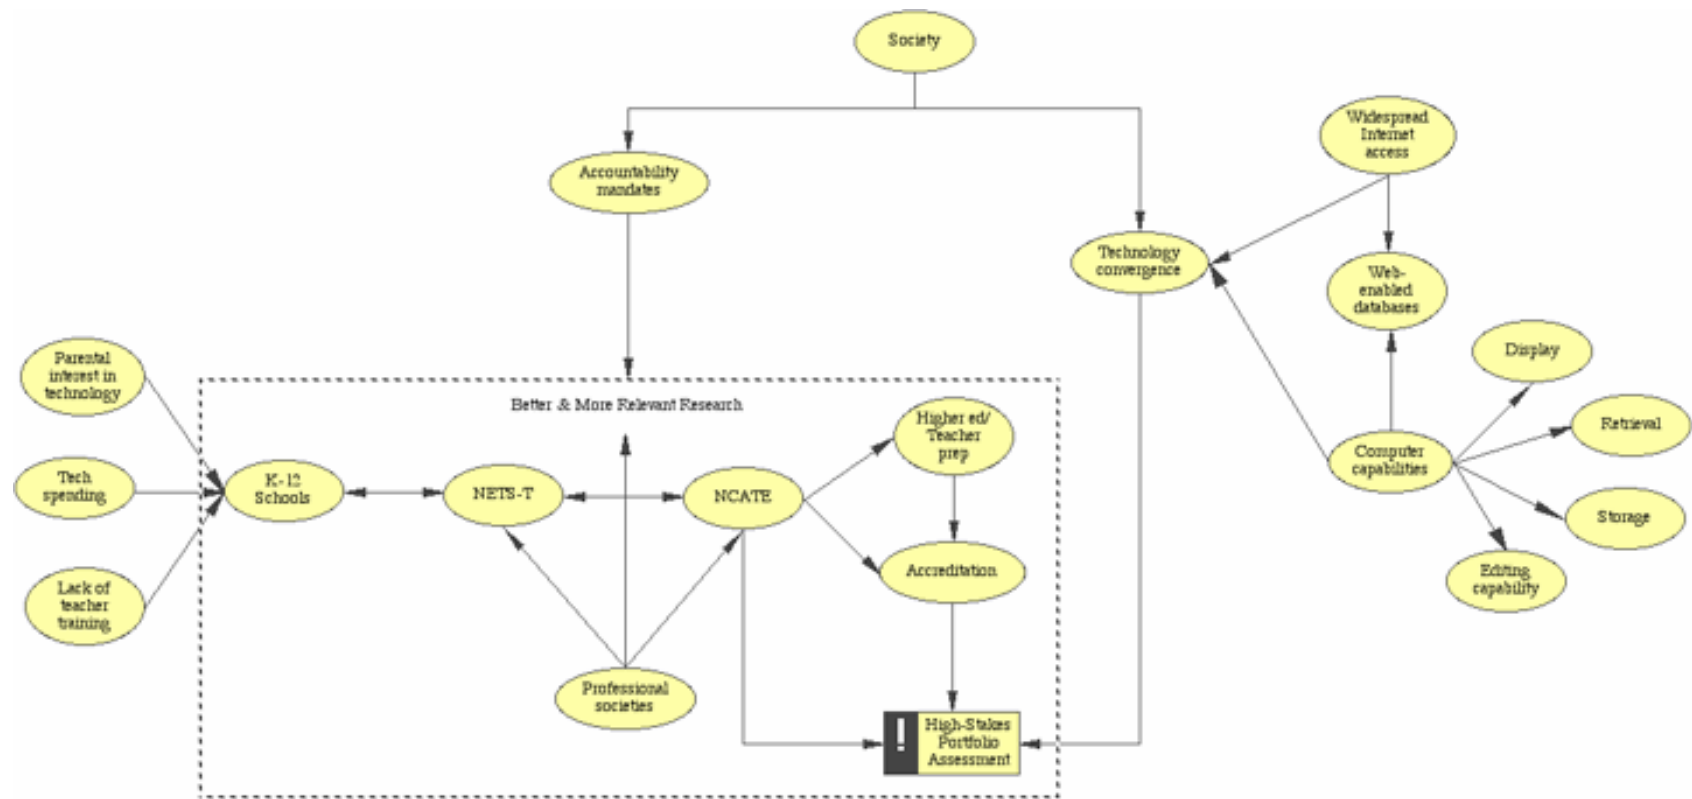 Society
Widespread
Internet
access
Accountability
mandates
Technology
convergence
Web-
enabled
databases
Display
Parental
interest in
technology
Better & More Relevant Research
Higher ed/
Teacher
prep
Retrieval
Computer
capabilities
Tech
spending
K-12
Schools
NETS-T
NCATE
Storage
Accreditation
Editing
capability
Lack of
teacher
training
Professional
societies
!
High-Stakes
Portfolio
Assessment